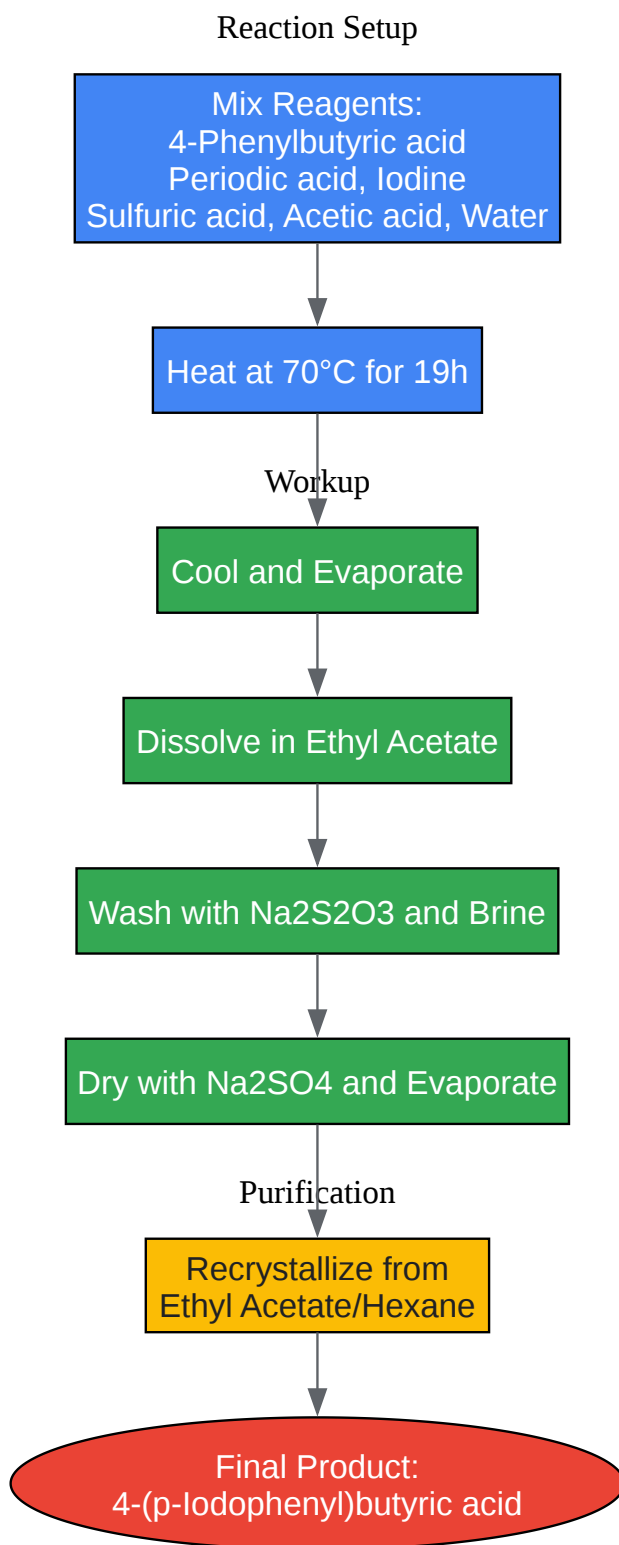 Reaction Setup
Mix Reagents:
4-Phenylbutyric acid
Periodic acid, Iodine
Sulfuric acid, Acetic acid, Water
Heat at 70°C for 19h
Workup
Cool and Evaporate
Dissolve in Ethyl Acetate
Wash with Na2S2O3 and Brine
Dry with Na2SO4 and Evaporate
Purification
Recrystallize from
Ethyl Acetate/Hexane
Final Product:
4-(p-Iodophenyl)butyric acid